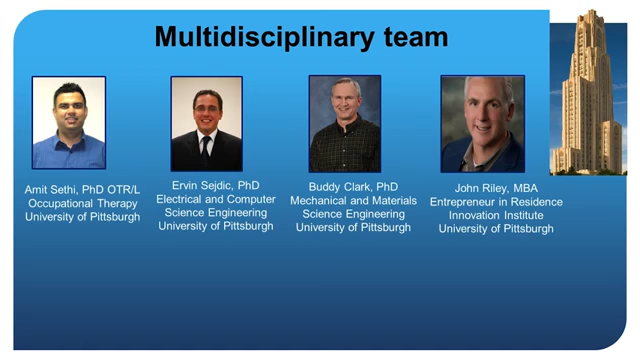 Multidisciplinary team
Amit Sethi, PhD OTR/L
Occupational Therapy
University of Pittsburgh
Ervin Sejdic, PhD
Electrical and Computer
Science Engineering
University of Pittsburgh
Buddy Clark, PhD
Mechanical and Materials
Science Engineering
University of Pittsburgh
John Riley, MBA
Entrepreneur in Residence
Innovation Institute
University of Pittsburgh